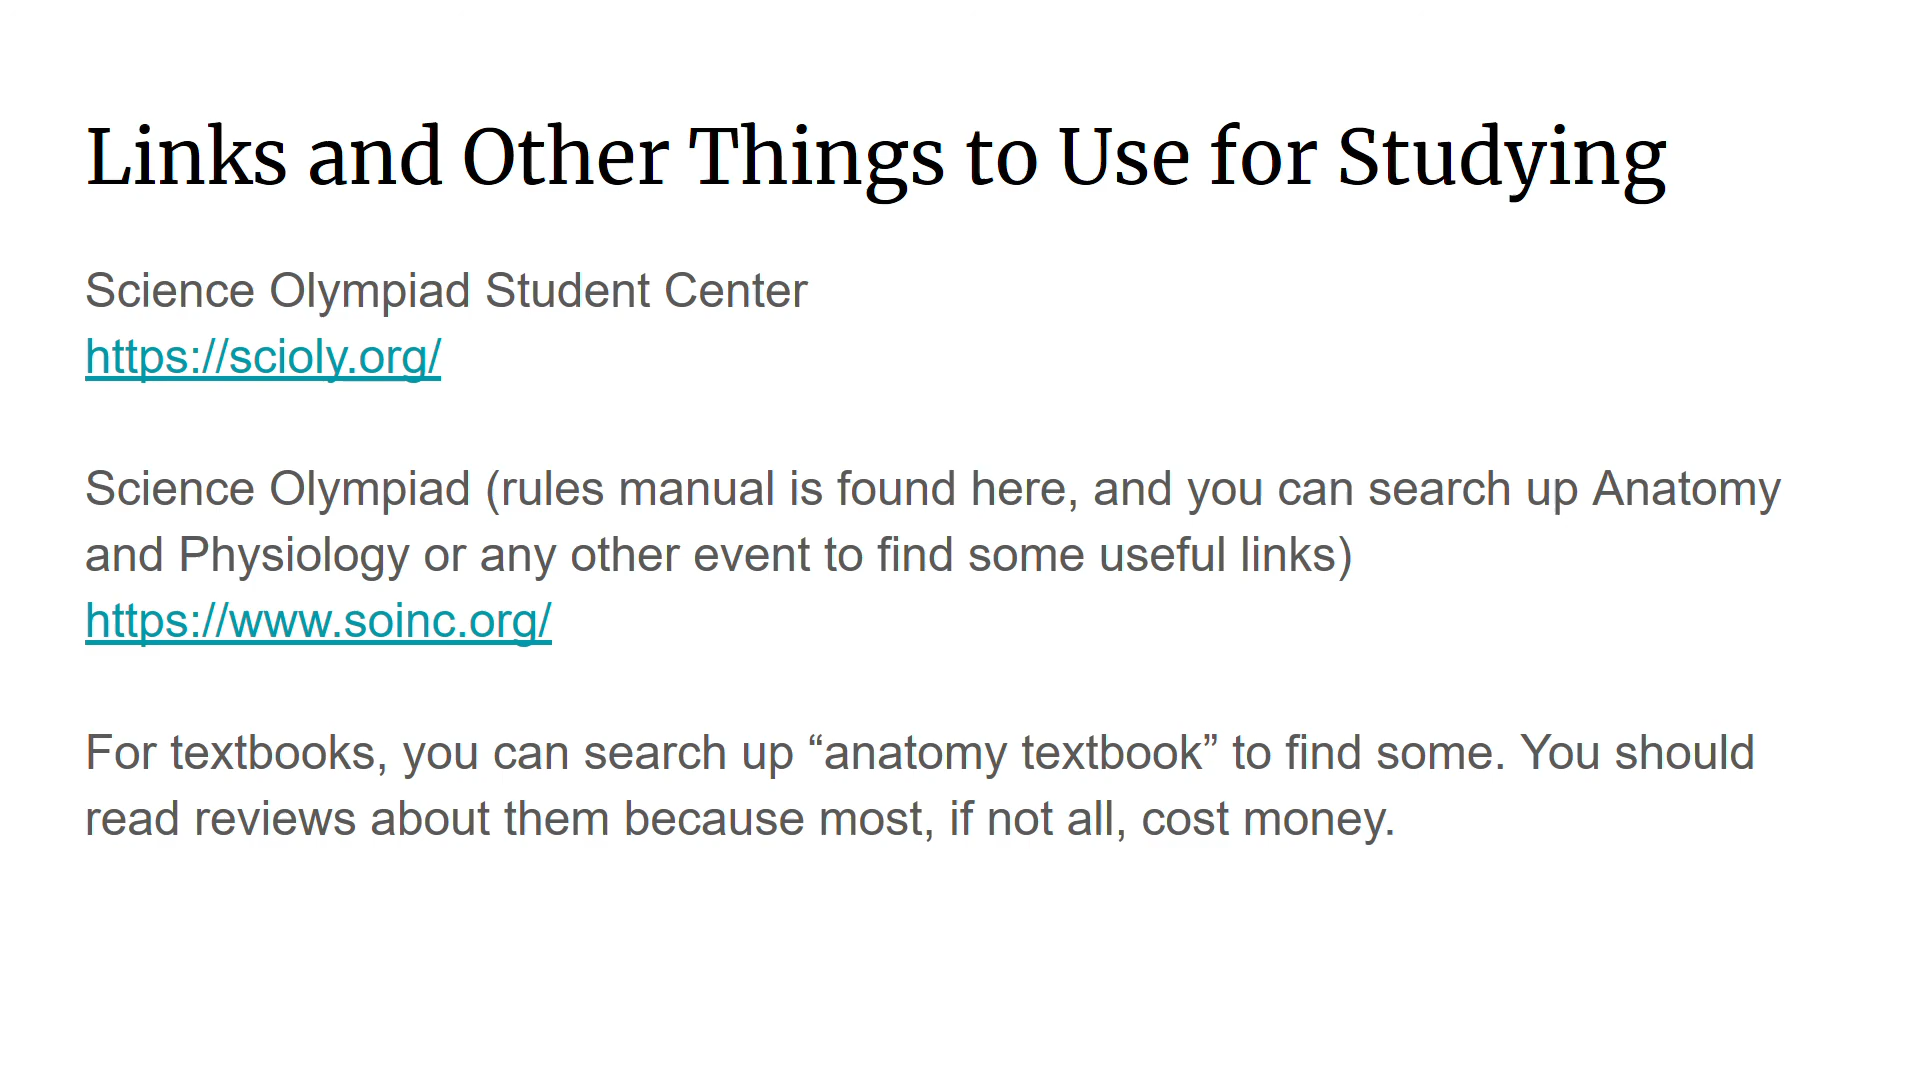 Links and Other Things to Use for Studying
Science Olympiad Student Center
https://scioly.org/
Science Olympiad (rules manual is found here, and you can search up Anatomy
and Physiology or any other event to find some useful links)
https://www.soinc.org/
For textbooks, you can search up “anatomy textbook” to find some. You should
read reviews about them because most, if not all, cost money.